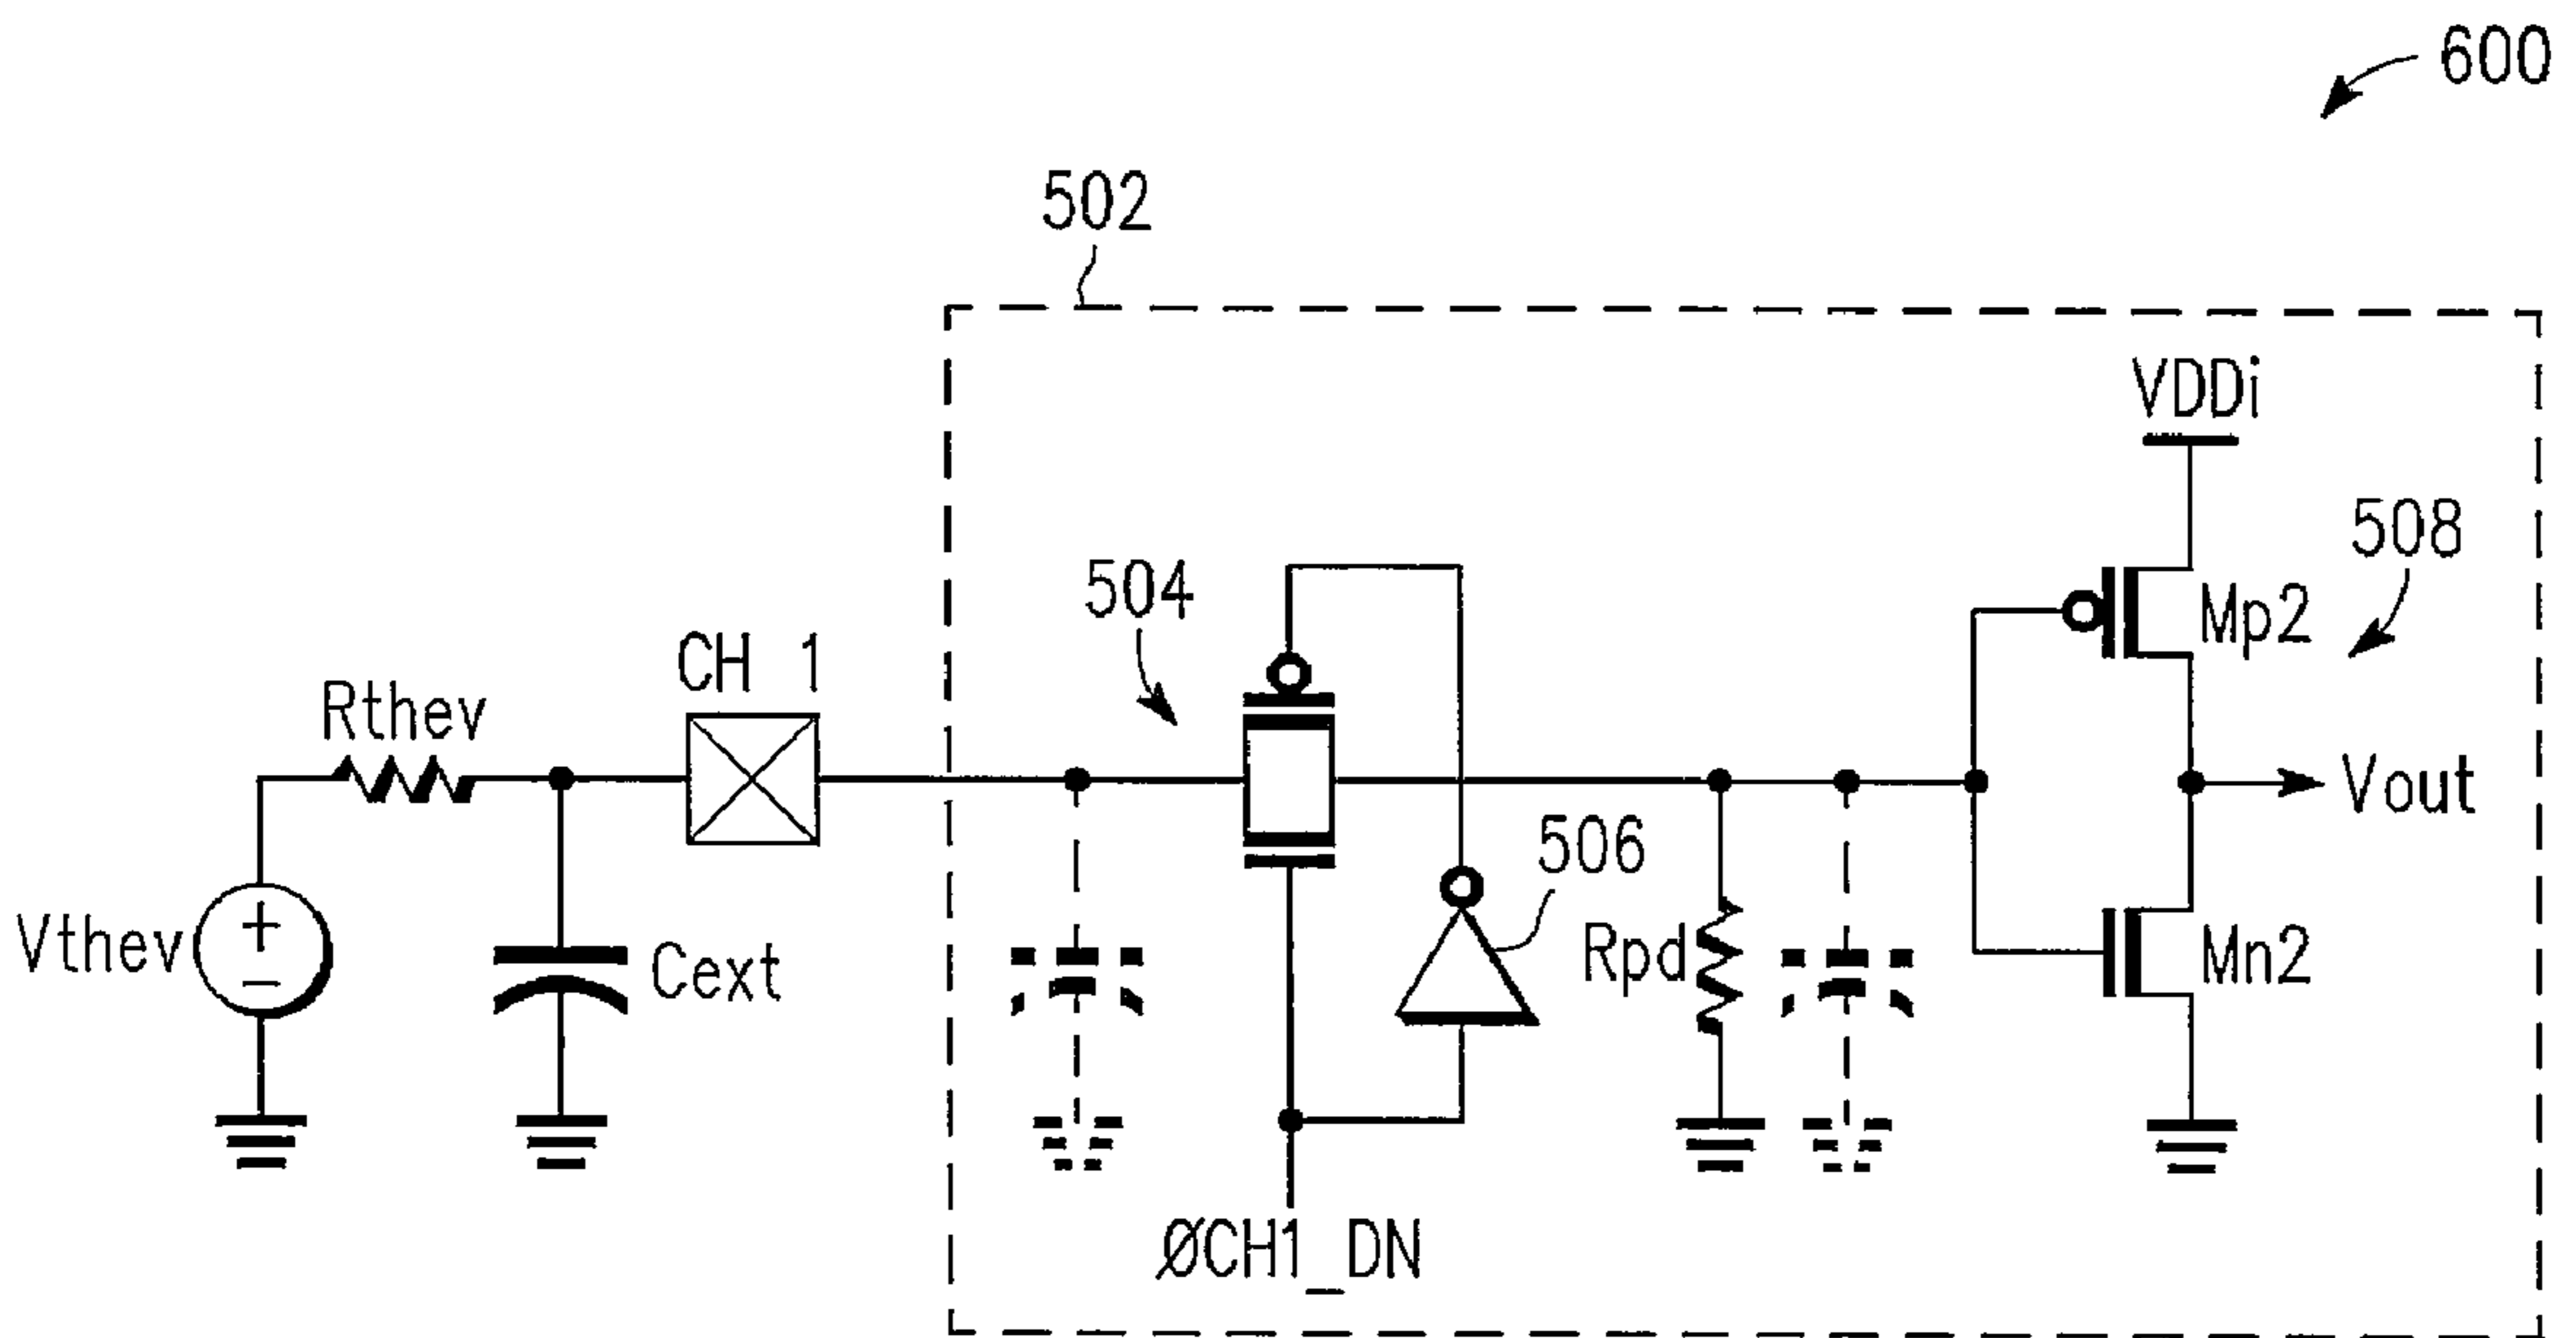 600
502
VDDi
508
504
Mp2
CH 1
Rthev
Vout
506
Vthev
Cext
Rpd
Mn2
ØCH1_DN